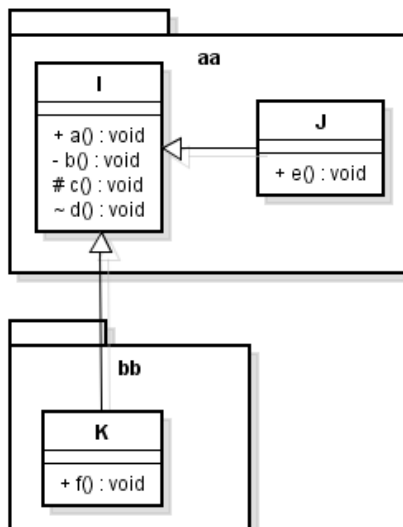 aa
I
+ a() : void
- b() : void
# c() : void
~ d() : void
J
+ e() : void
bb
K
+ f() : void